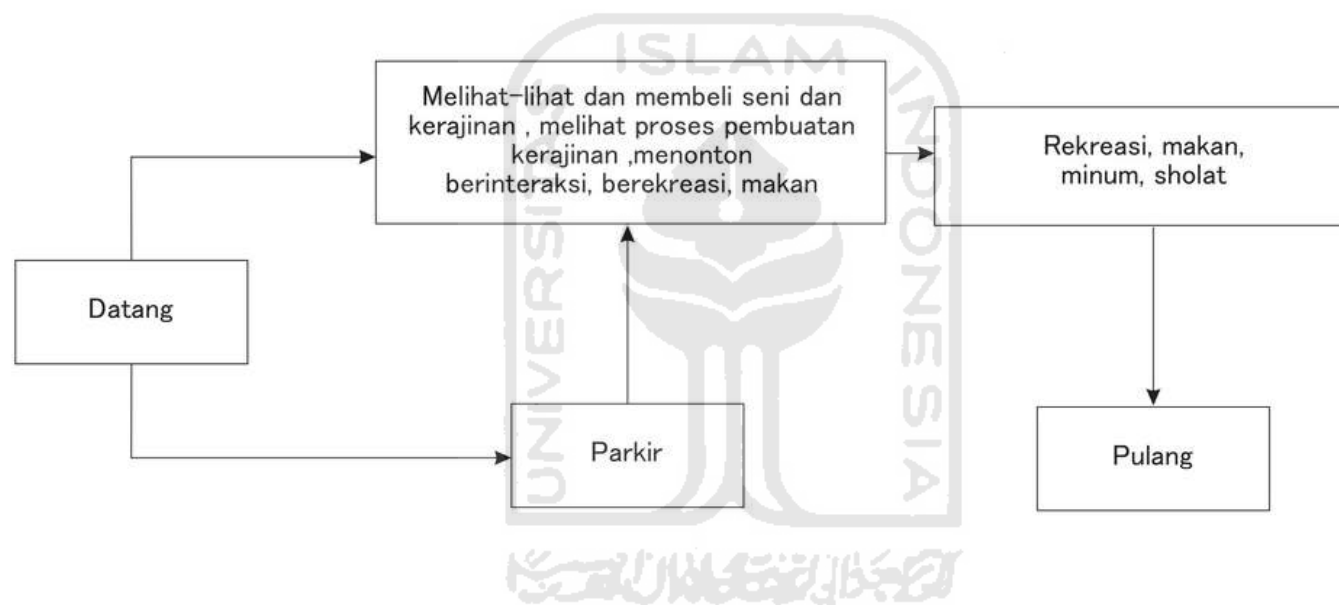 Melihat-lihat dan membeli seni dan
kerajinan , melihat proses pembuatan
kerajinan ,menonton
berinteraksi, berekreasi, makan
Rekreasi, makan,
minum, sholat
Datang
Parkir
Pulang
UNIVERSITAS
ISLAM
INDONESIA